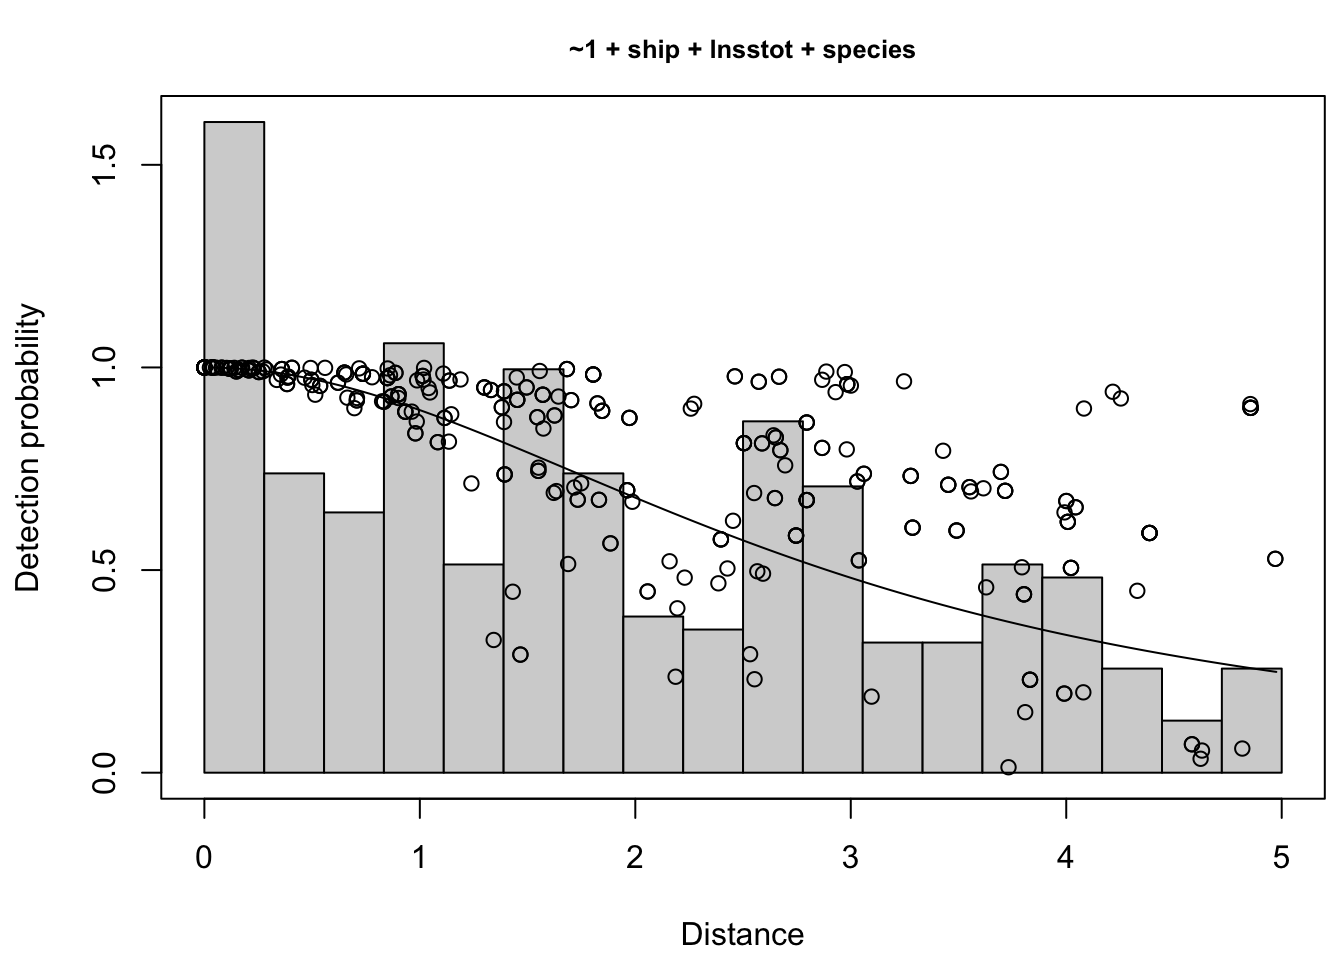 ~1 + ship + lnsstot + species
Detection probability
1.5
1.0
0.5
0.0
0 1 2 3 4 5
Distance